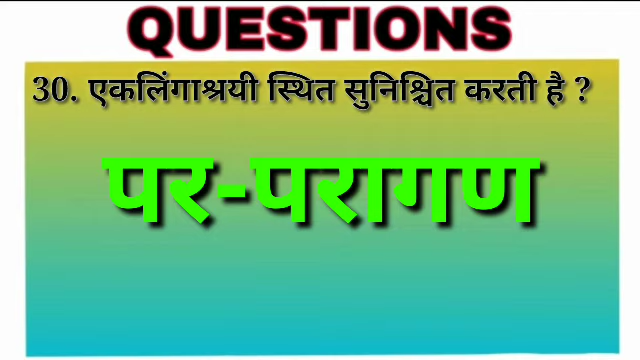 QUESTIONS
30. एकलिंगाश्रयी स्थित सुनिश्चित करती है ?
पर-परागण